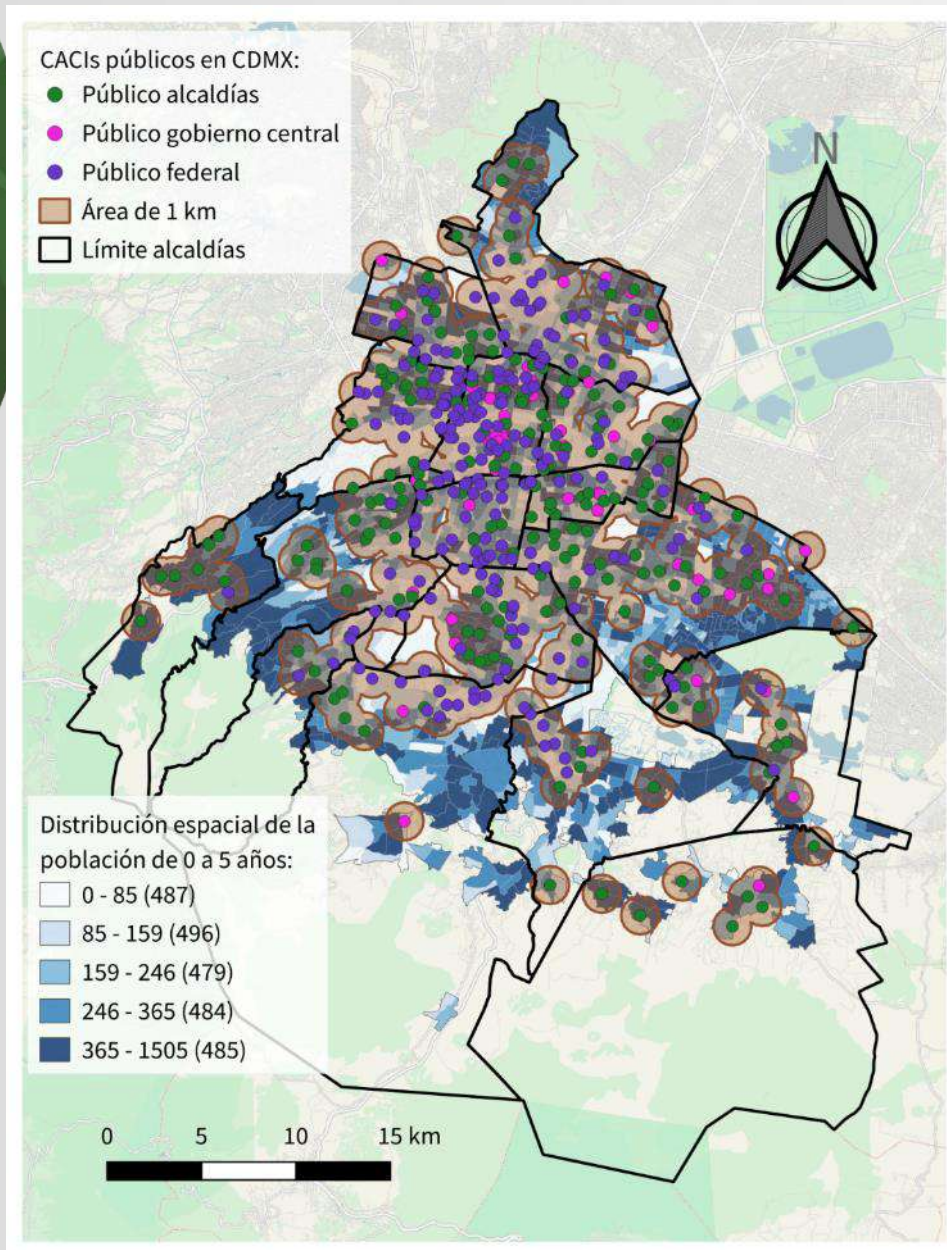 CACIs públicos en CDMX:
Público alcaldías
Público gobierno central
Público federal
Área de 1 km
Límite alcaldías
N
Distribución espacial de la
población de 0 a 5 años:
0 - 85 (487)
85 - 159 (496)
159 - 246 (479)
246 - 365 (484)
365 - 1505 (485)
0 5 10 15 km